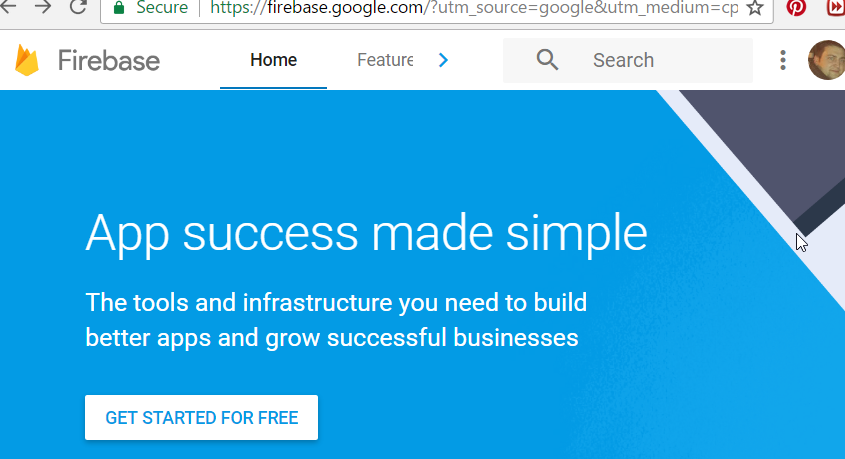 Secure https://firebase.google.com/?utm_source=google&utm_medium=cp
Firebase Home Feature Search
App success made simple
The tools and infrastructure you need to build
better apps and grow successful businesses
GET STARTED FOR FREE